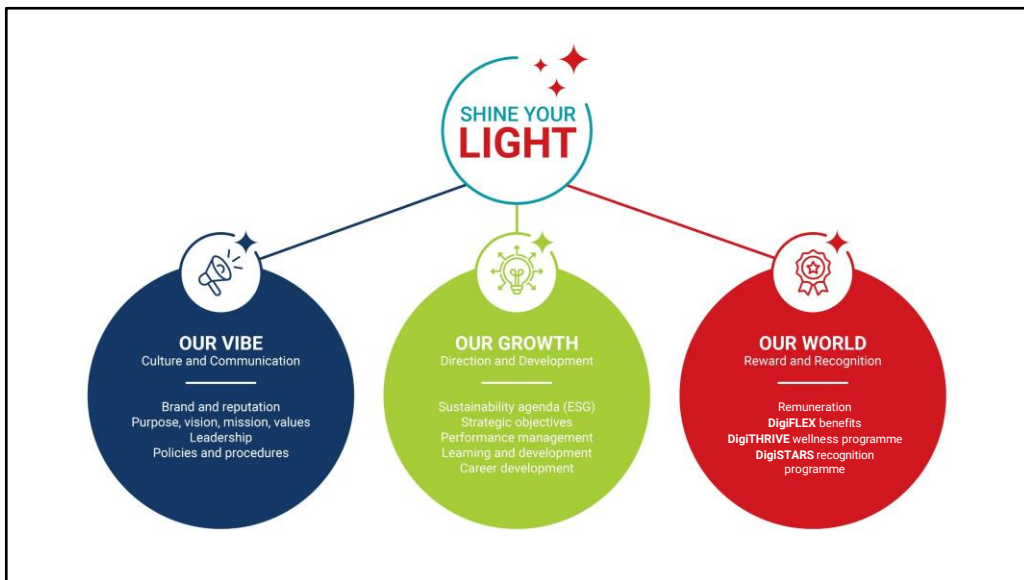 SHINE YOUR
LIGHT
OUR VIBE
Culture and Communication
Brand and reputation
Purpose, vision, mission, values
Leadership
Policies and procedures
OUR GROWTH
Direction and Development
Sustainability agenda (ESG)
Strategic objectives
Performance management
Learning and development
Career development
OUR WORLD
Reward and Recognition
Remuneration
DigiFLEX benefits
DigiTHRIVE wellness programme
DigiSTARS recognition
programme